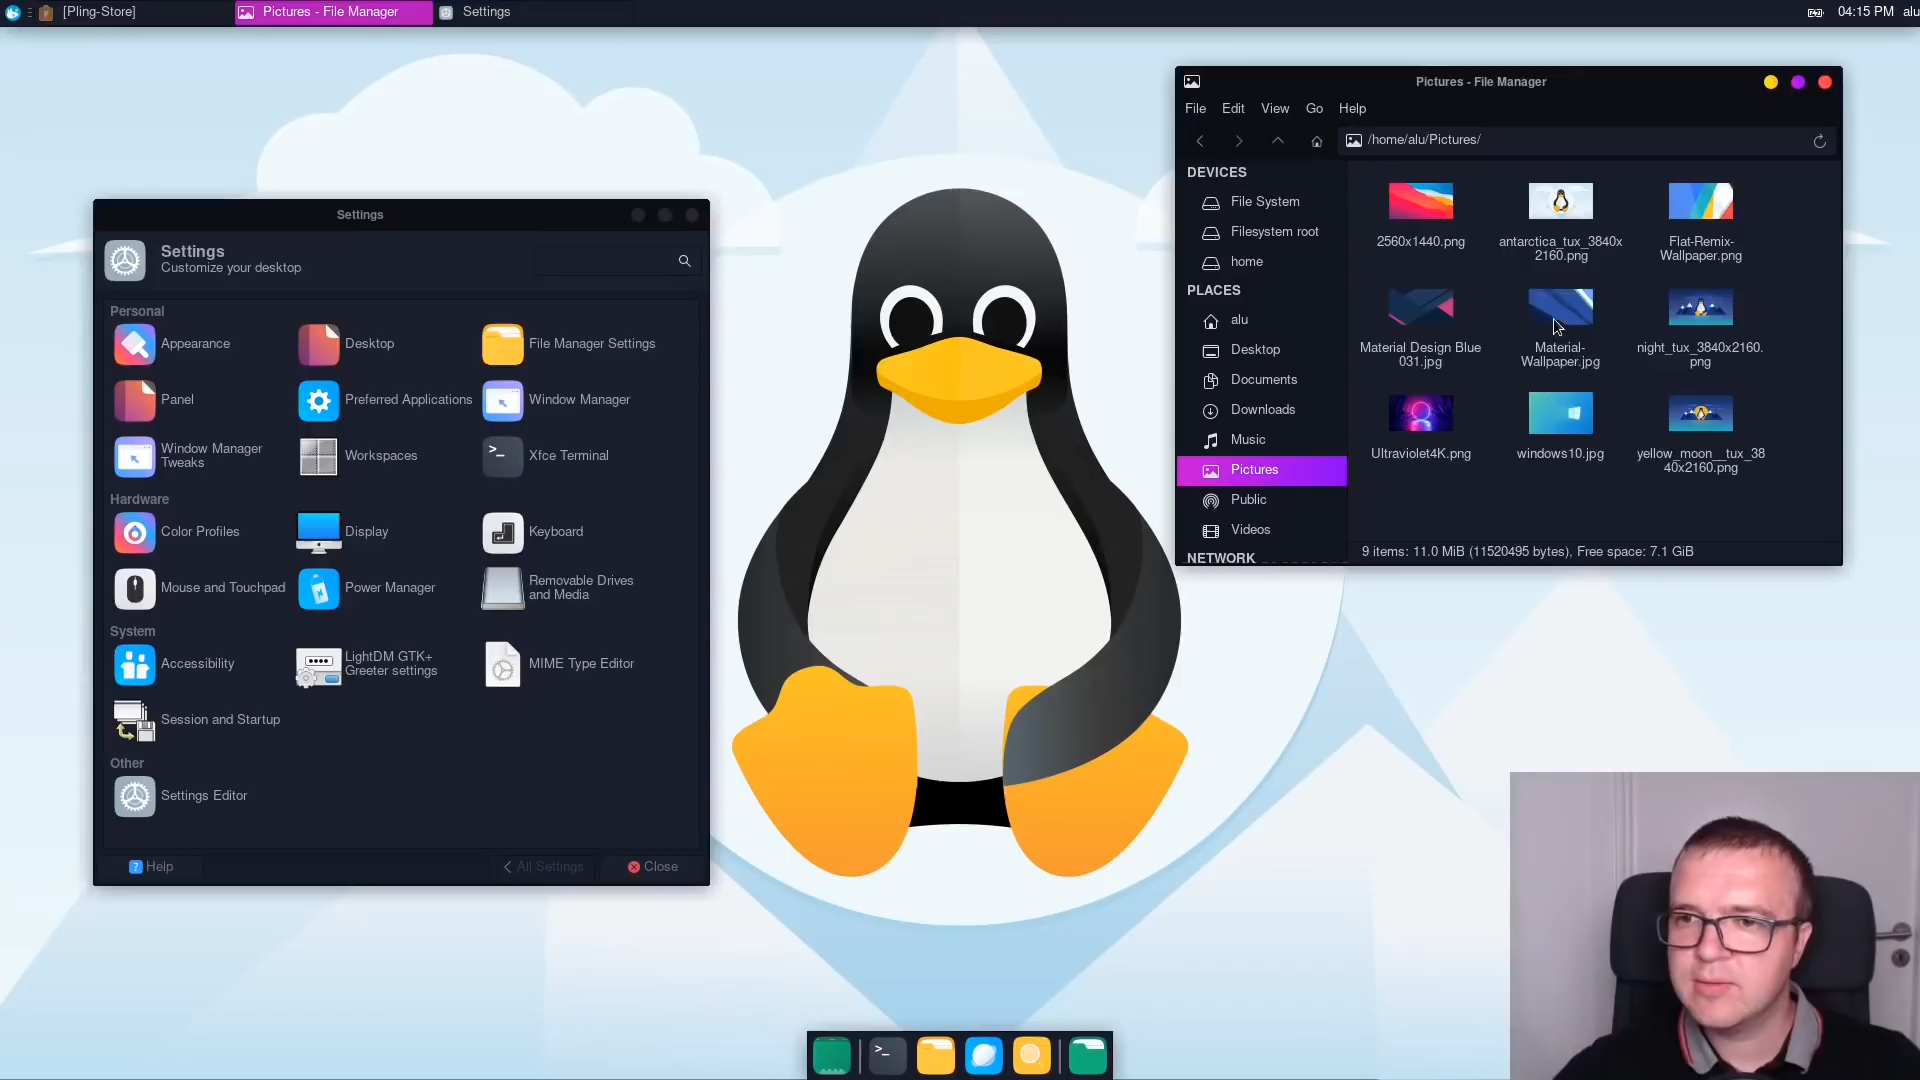 [Pling-Store]
Pictures - File Manager
Settings
04:15 PM
alu
Settings
Settings
Customize your desktop
Personal
Appearance
Desktop
File Manager Settings
Panel
Preferred Applications
Window Manager
Window Manager
Tweaks
Workspaces
Xfce Terminal
Hardware
Color Profiles
Display
Keyboard
Mouse and Touchpad
Power Manager
Removable Drives
and Media
System
Accessibility
LightDM GTK+
Greeter settings
MIME Type Editor
Session and Startup
Other
Settings Editor
Help
All Settings
Close
Pictures - File Manager
File
Edit
View
Go
Help
/home/alu/Pictures/
DEVICES
File System
Filesystem root
home
PLACES
alu
Desktop
Documents
Downloads
Music
Pictures
Public
Videos
NETWORK
2560x1440.png
antarctica_tux_3840x
2160.png
Flat-Remix-
Wallpaper.png
Material Design Blue
031.jpg
Material-
Wallpaper.jpg
night_tux_3840x2160.
png
Ultraviolet4K.png
windows10.jpg
yellow_moon__tux_38
40x2160.png
9 items: 11.0 MiB (11520495 bytes), Free space: 7.1 GiB